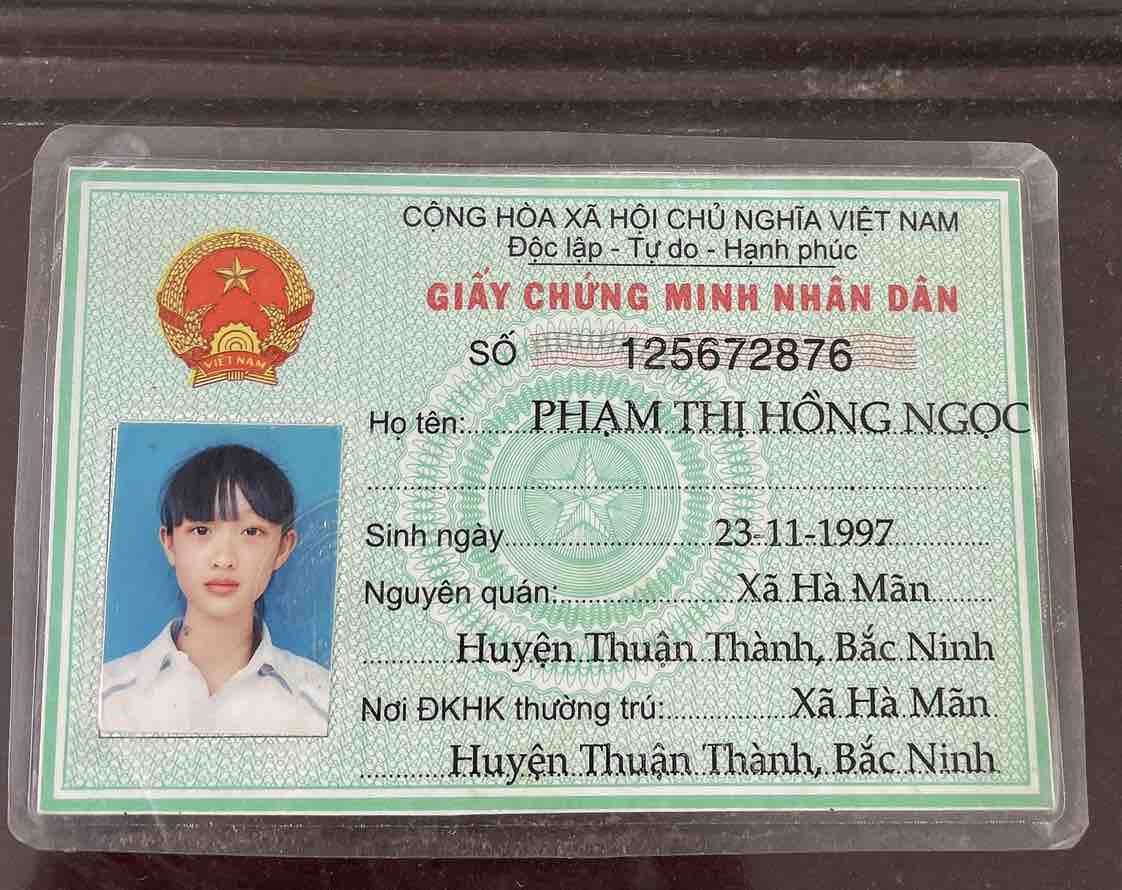 CỘNG HÒA XÃ HỘI CHỦ NGHĨA VIỆT NAM
Độc lập - Tự do - Hạnh phúc
GIẤY CHỨNG MINH NHÂN DÂN
VIỆT NAM
SỐ 125672876
Họ tên: PHẠM THỊ HỒNG NGỌC
Sinh ngày 23-11-1997
Nguyên quán: Xã Hà Mãn
Huyện Thuận Thành, Bắc Ninh
Nơi ĐKHK thường trú: Xã Hà Mãn
Huyện Thuận Thành, Bắc Ninh